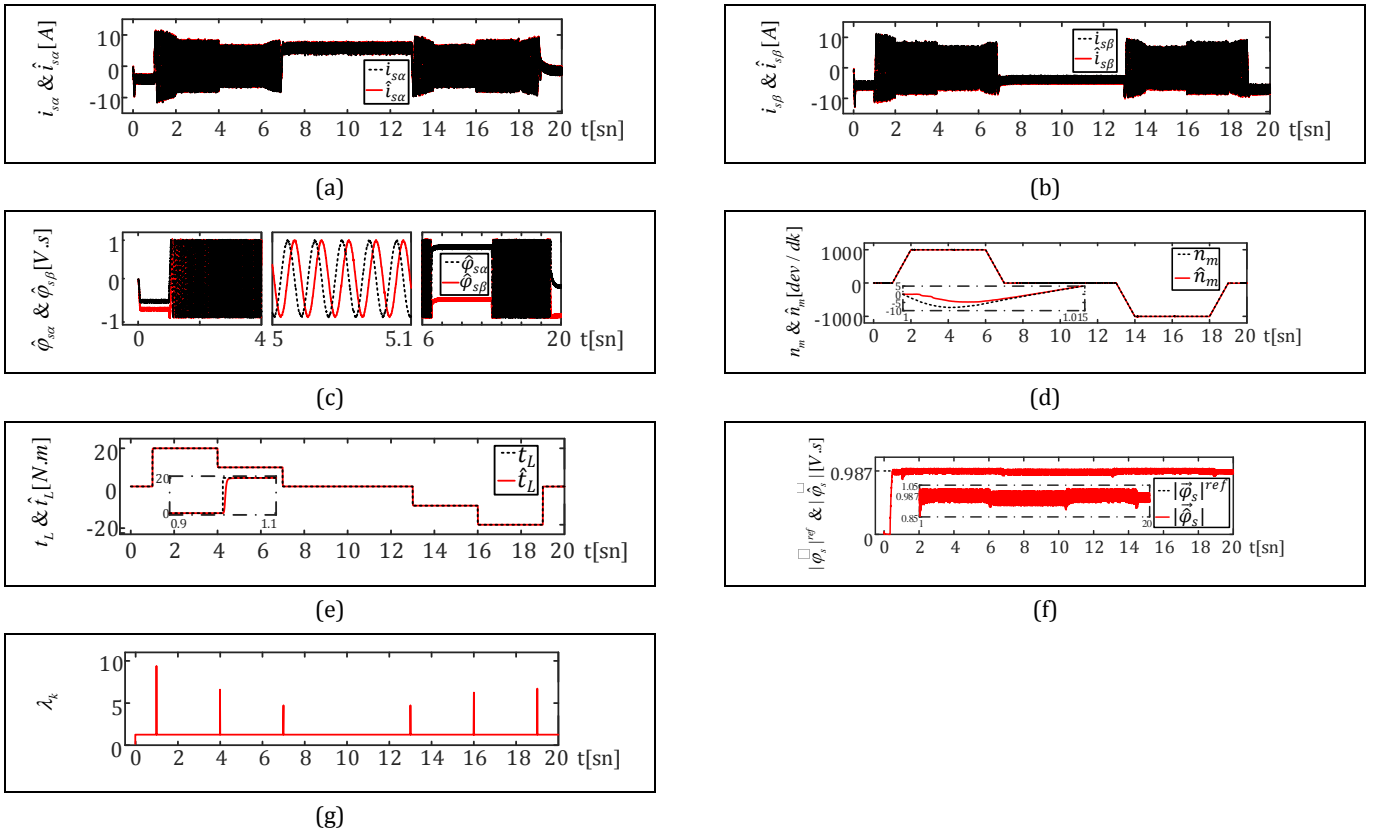 i_sα & î_sα [A]
10
0
-10
i_sα
î_sα
0 2 4 6 8 10 12 14 16 18 20 t[sn]
(a)
i_sβ & î_sβ [A]
10
0
-10
i_sβ
î_sβ
0 2 4 6 8 10 12 14 16 18 20
t[sn]
(b)
φ̂_sα & φ̂_sβ [V.s]
1
0
-1
φ̂_sα
φ̂_sβ
0 4 5 5.1 6 20 t[sn]
(c)
n_m & n̂_m [dev / dk]
1000
0
-1000
n_m
n̂_m
5
0
-5
-10
1 1.015
0 2 4 6 8 10 12 14 16 18 20 t[sn]
(d)
t_L & t̂_L [N.m]
20
0
-20
t_L
t̂_L
20
0
0.9 1.1
0 2 4 6 8 10 12 14 16 18 20 t[sn]
(e)
|φ_s|^ref & |φ̂_s| [V.s]
0.987
0
1.05
0.987
0.85
1 20
|φ⃗_s|^ref
|φ̂⃗_s|
0 2 4 6 8 10 12 14 16 18 20 t[sn]
(f)
λ_k
10
5
0
0 2 4 6 8 10 12 14 16 18 20 t[sn]
(g)